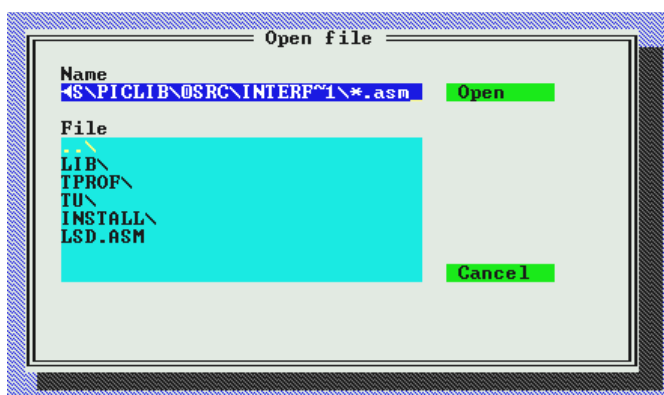 Open file
Name
◄S\PICLIB\0SRC\INTERF~1\*.asm
Open
File
..\
LIB\
TPROF\
TU\
INSTALL\
LSD.ASM
Cancel